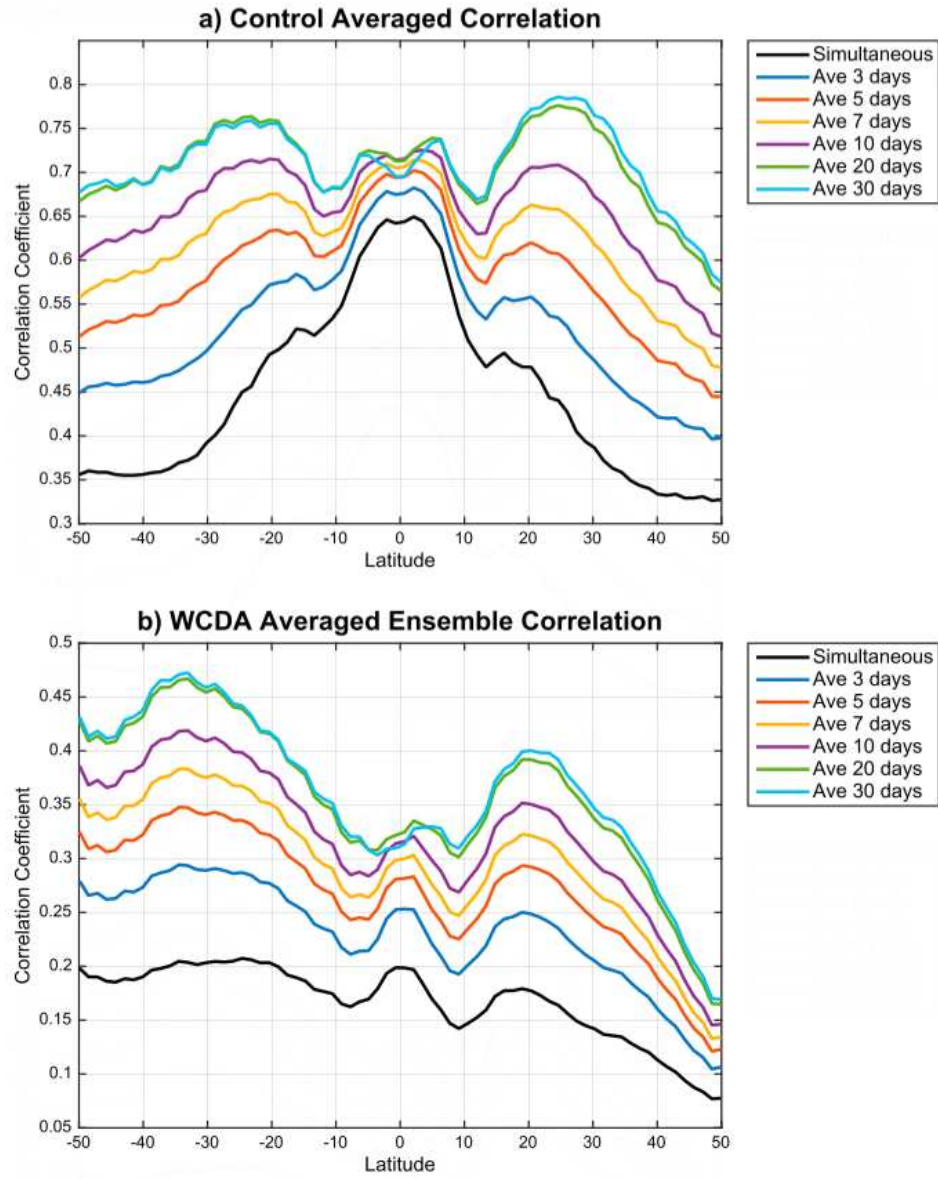 a) Control Averaged Correlation
Correlation Coefficient
0.8
0.75
0.7
0.65
0.6
0.55
0.5
0.45
0.4
0.35
0.3
-50 -40 -30 -20 -10 0 10 20 30 40 50
Latitude
Simultaneous
Ave 3 days
Ave 5 days
Ave 7 days
Ave 10 days
Ave 20 days
Ave 30 days
b) WCDA Averaged Ensemble Correlation
Correlation Coefficient
0.5
0.45
0.4
0.35
0.3
0.25
0.2
0.15
0.1
0.05
-50 -40 -30 -20 -10 0 10 20 30 40 50
Latitude
Simultaneous
Ave 3 days
Ave 5 days
Ave 7 days
Ave 10 days
Ave 20 days
Ave 30 days